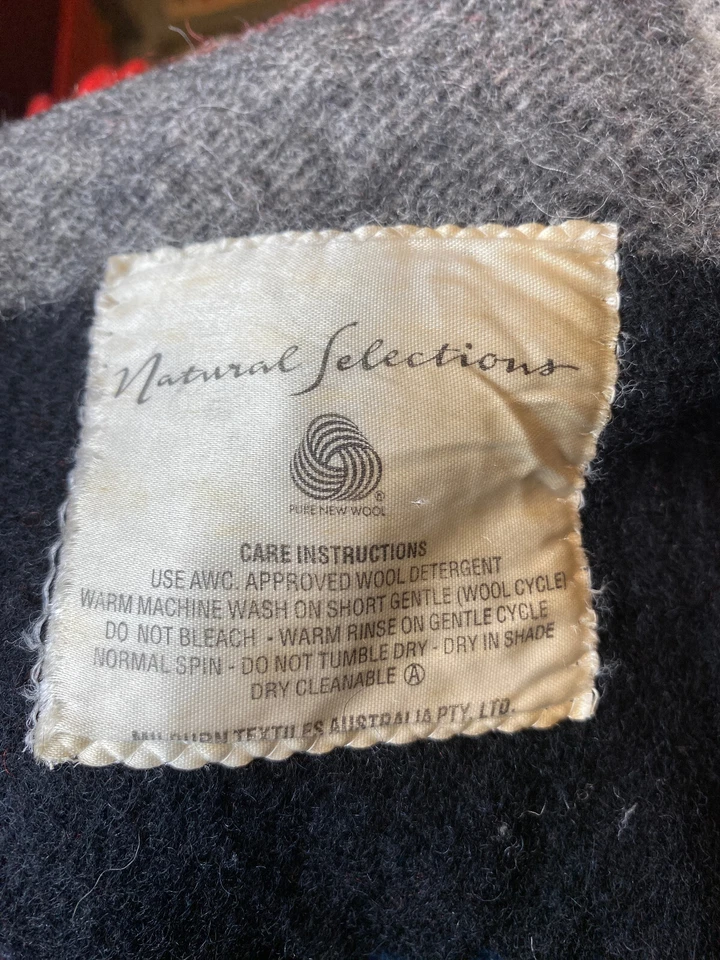 Natural Selections
®
PURE NEW WOOL
CARE INSTRUCTIONS
USE AWC. APPROVED WOOL DETERGENT
WARM MACHINE WASH ON SHORT GENTLE (WOOL CYCLE)
DO NOT BLEACH - WARM RINSE ON GENTLE CYCLE
NORMAL SPIN - DO NOT TUMBLE DRY - DRY IN SHADE
DRY CLEANABLE Ⓐ
TEXTILES AUSTRALIA PTY. LTD.